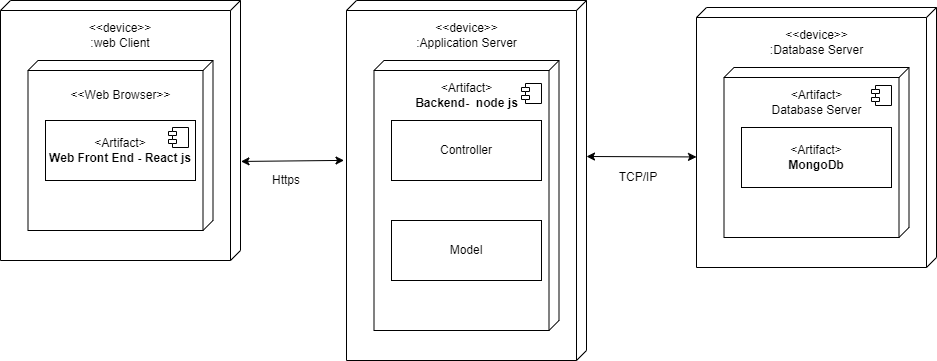 <<device>>
:web Client
<<Web Browser>>
<Artifact>
Web Front End - React js
Https
<<device>>
:Application Server
<Artifact>
Backend- node js
Controller
Model
TCP/IP
<<device>>
:Database Server
<Artifact>
Database Server
<Artifact>
MongoDb